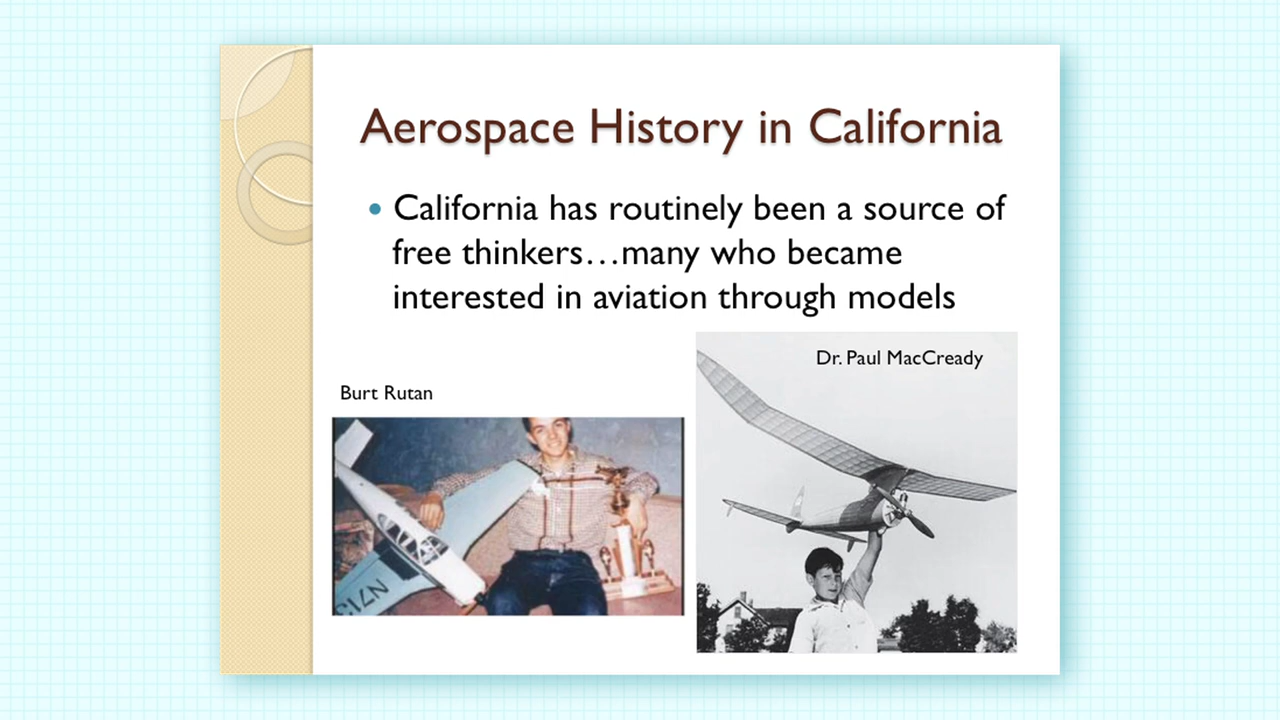 Aerospace History in California
• California has routinely been a source of
free thinkers…many who became
interested in aviation through models
Dr. Paul MacCready
Burt Rutan